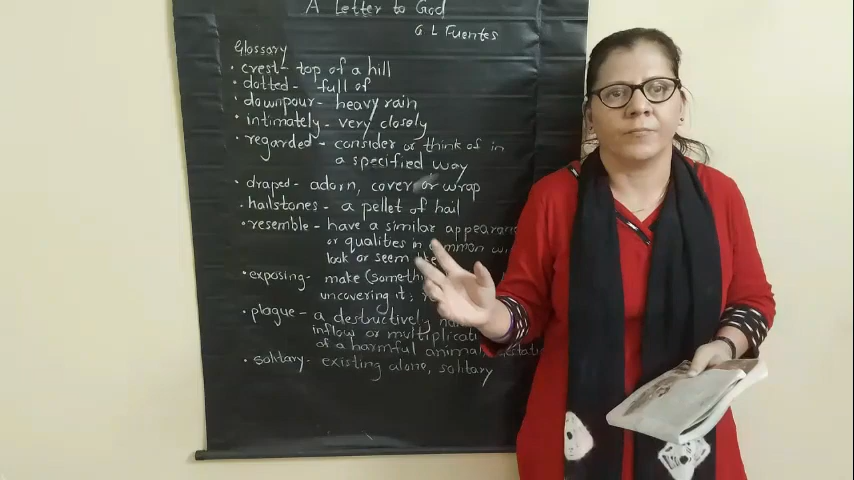 A Letter to God
G L Fuentes
Glossary
• crest - top of a hill
• dotted - full of
• downpour - heavy rain
• intimately - very closely
• regarded - consider or think of in
a specified way
• draped - adorn, cover or wrap
• hailstones - a pellet of hail
• resemble - have a similar
or qualities in common
look or seem like
• exposing - make
uncovering it;
• plague - a destructively
inflow or
of a harmful animal
• solitary - existing alone, solitary